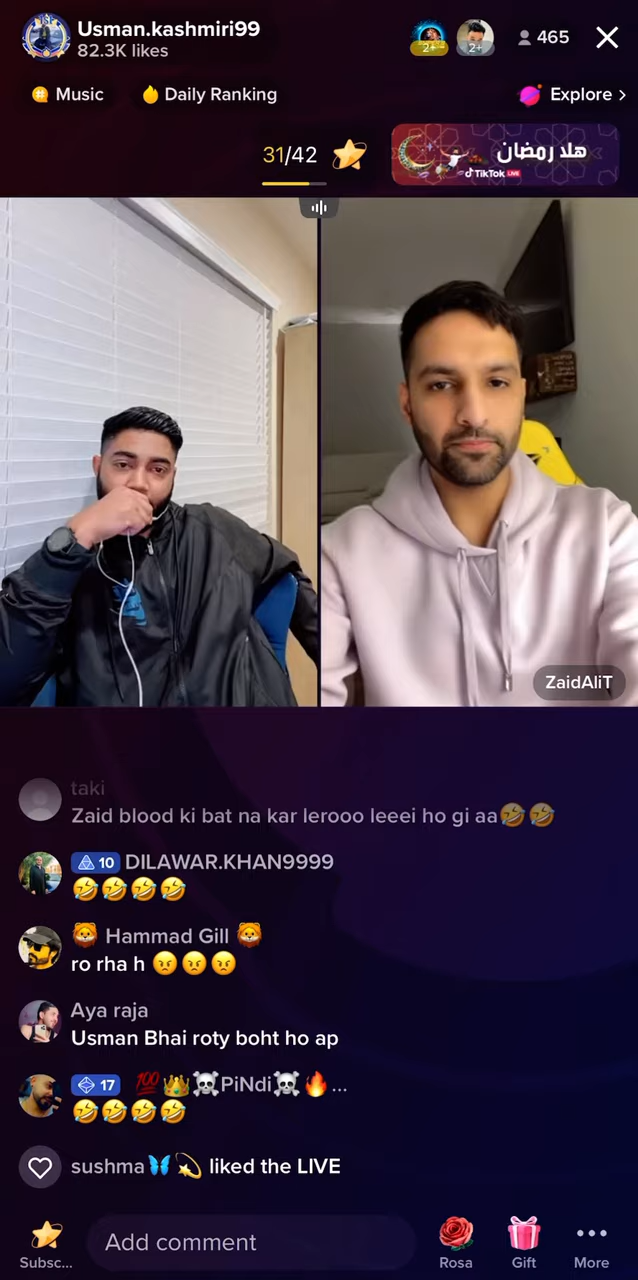 Usman.kashmiri99
82.3K likes
2+
2+
465
Music
Daily Ranking
Explore
31/42
هلا رمضان
TikTok LIVE
ZaidAliT
taki
Zaid blood ki bat na kar lerooo leeei ho gi aa🤣🤣
10 DILAWAR.KHAN9999
🤣🤣🤣🤣
🦁 Hammad Gill 🦁
ro rha h 😡😡😡
Aya raja
Usman Bhai roty boht ho ap
17 💯👑☠️PiNdi☠️🔥...
🤣🤣🤣🤣
sushma🦋💫 liked the LIVE
Add comment
Subsc...
Rosa
Gift
More